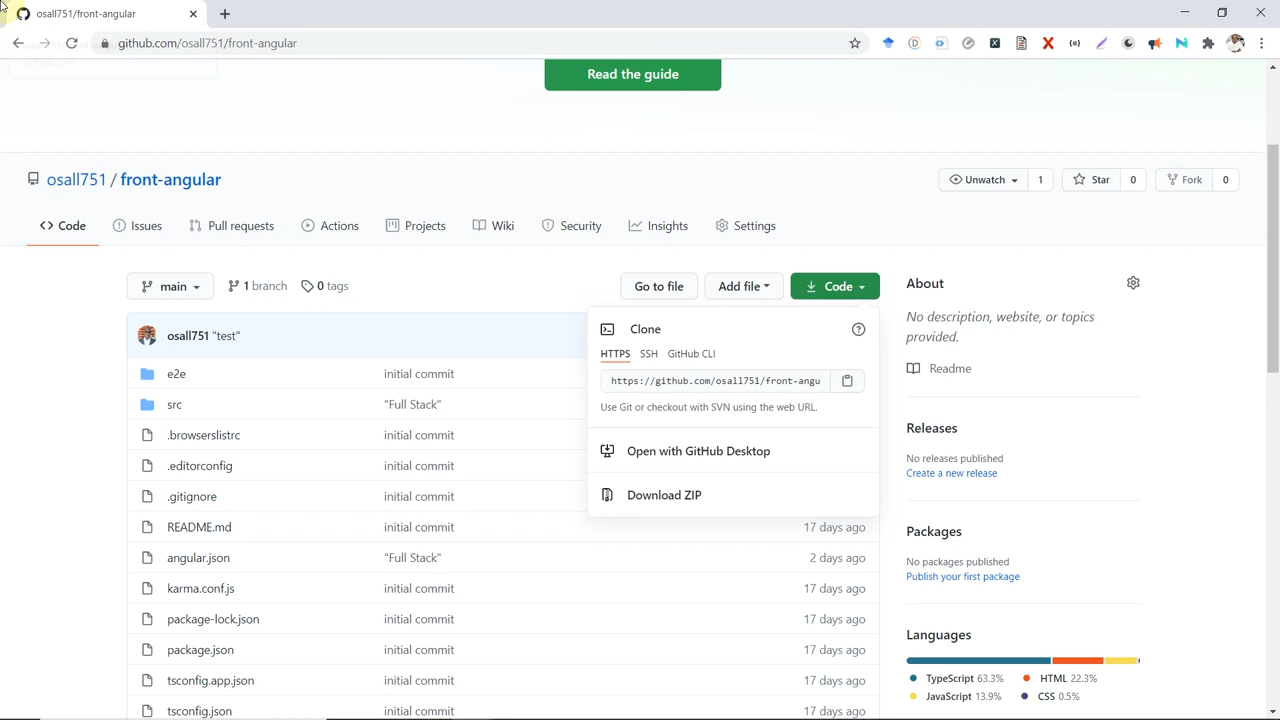 osall751/front-angular
github.com/osall751/front-angular
Read the guide
osall751 / front-angular
Unwatch 1
Star 0
Fork 0
Code
Issues
Pull requests
Actions
Projects
Wiki
Security
Insights
Settings
main
1 branch
0 tags
Go to file
Add file
Code
osall751 "test"
e2e initial commit
src "Full Stack"
.browserslistrc initial commit
.editorconfig initial commit
.gitignore initial commit
README.md initial commit 17 days ago
angular.json "Full Stack" 2 days ago
karma.conf.js initial commit 17 days ago
package-lock.json initial commit 17 days ago
package.json initial commit 17 days ago
tsconfig.app.json initial commit 17 days ago
tsconfig.json initial commit 17 days ago
Clone
HTTPS SSH GitHub CLI
https://github.com/osall751/front-angu
Use Git or checkout with SVN using the web URL.
Open with GitHub Desktop
Download ZIP
About
No description, website, or topics
provided.
Readme
Releases
No releases published
Create a new release
Packages
No packages published
Publish your first package
Languages
TypeScript 63.3%
HTML 22.3%
JavaScript 13.9%
CSS 0.5%